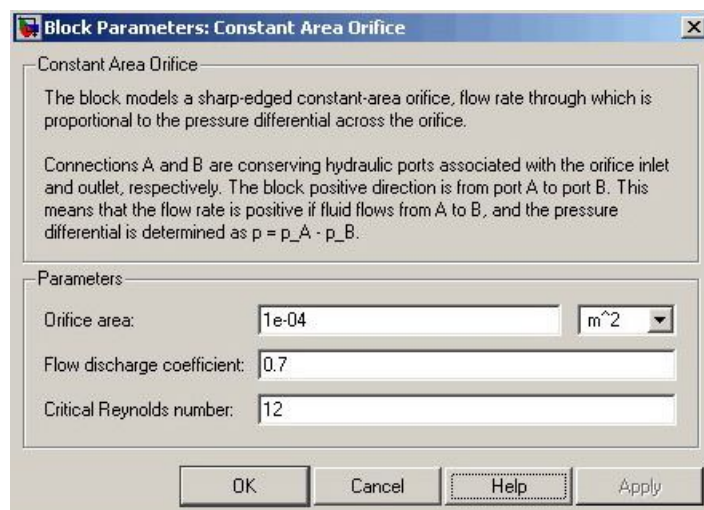 Block Parameters: Constant Area Orifice
Constant Area Orifice
The block models a sharp-edged constant-area orifice, flow rate through which is
proportional to the pressure differential across the orifice.
Connections A and B are conserving hydraulic ports associated with the orifice inlet
and outlet, respectively. The block positive direction is from port A to port B. This
means that the flow rate is positive if fluid flows from A to B, and the pressure
differential is determined as p = p_A - p_B.
Parameters
Orifice area: 1e-04 m^2
Flow discharge coefficient: 0.7
Critical Reynolds number: 12
OK Cancel Help Apply